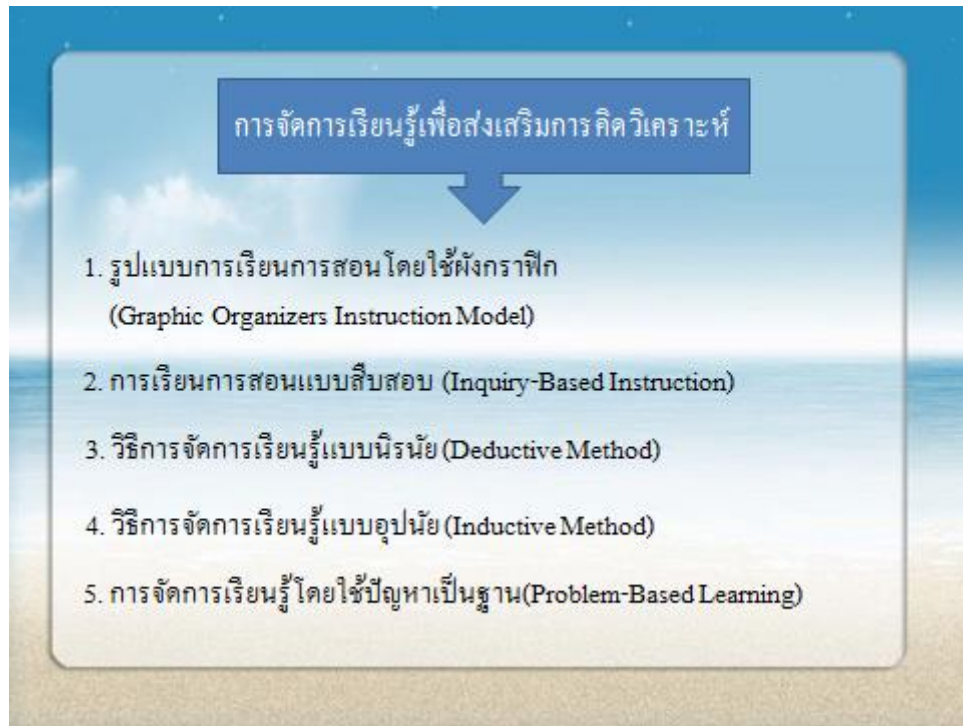 การจัดการเรียนรู้เพื่อส่งเสริมการคิดวิเคราะห์
1. รูปแบบการเรียนการสอนโดยใช้ผังกราฟิก
(Graphic Organizers Instruction Model)
2. การเรียนการสอนแบบสืบสอบ (Inquiry-Based Instruction)
3. วิธีการจัดการเรียนรู้แบบนิรนัย (Deductive Method)
4. วิธีการจัดการเรียนรู้แบบอุปนัย (Inductive Method)
5. การจัดการเรียนรู้โดยใช้ปัญหาเป็นฐาน(Problem-Based Learning)